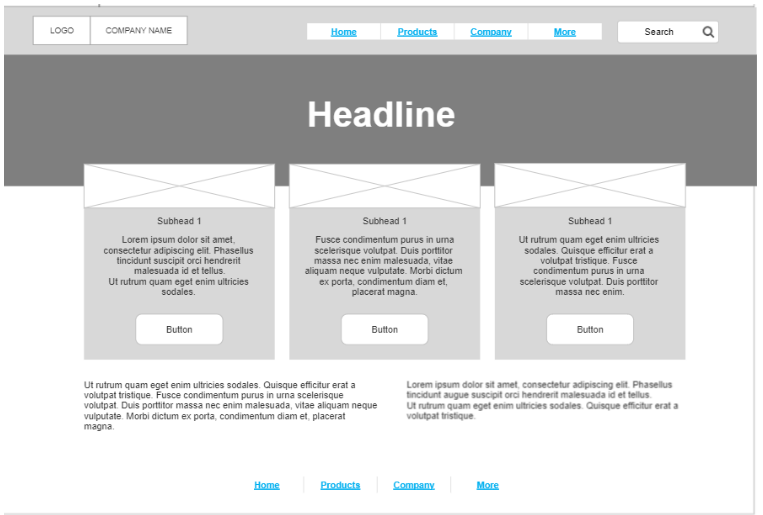 LOGO COMPANY NAME Home Products Company More Search
Headline
Subhead 1
Lorem ipsum dolor sit amet,
consectetur adipiscing elit. Phasellus
tincidunt suscipit orci hendrerit
malesuada id et tellus.
Ut rutrum quam eget enim ultricies
sodales.
Button
Subhead 1
Fusce condimentum purus in urna
scelerisque volutpat. Duis porttitor
massa nec enim malesuada, vitae
aliquam neque vulputate. Morbi dictum
ex porta, condimentum diam et,
placerat magna.
Button
Subhead 1
Ut rutrum quam eget enim ultricies
sodales. Quisque efficitur erat a
volutpat tristique. Fusce
condimentum purus in urna
scelerisque volutpat. Duis porttitor
massa nec enim.
Button
Ut rutrum quam eget enim ultricies sodales. Quisque efficitur erat a
volutpat tristique. Fusce condimentum purus in urna scelerisque
volutpat. Duis porttitor massa nec enim malesuada, vitae aliquam neque
vulputate. Morbi dictum ex porta, condimentum diam et, placerat
magna.
Lorem ipsum dolor sit amet, consectetur adipiscing elit. Phasellus
tincidunt augue suscipit orci hendrerit malesuada id et tellus.
Ut rutrum quam eget enim ultricies sodales. Quisque efficitur erat a
volutpat tristique.
Home Products Company More